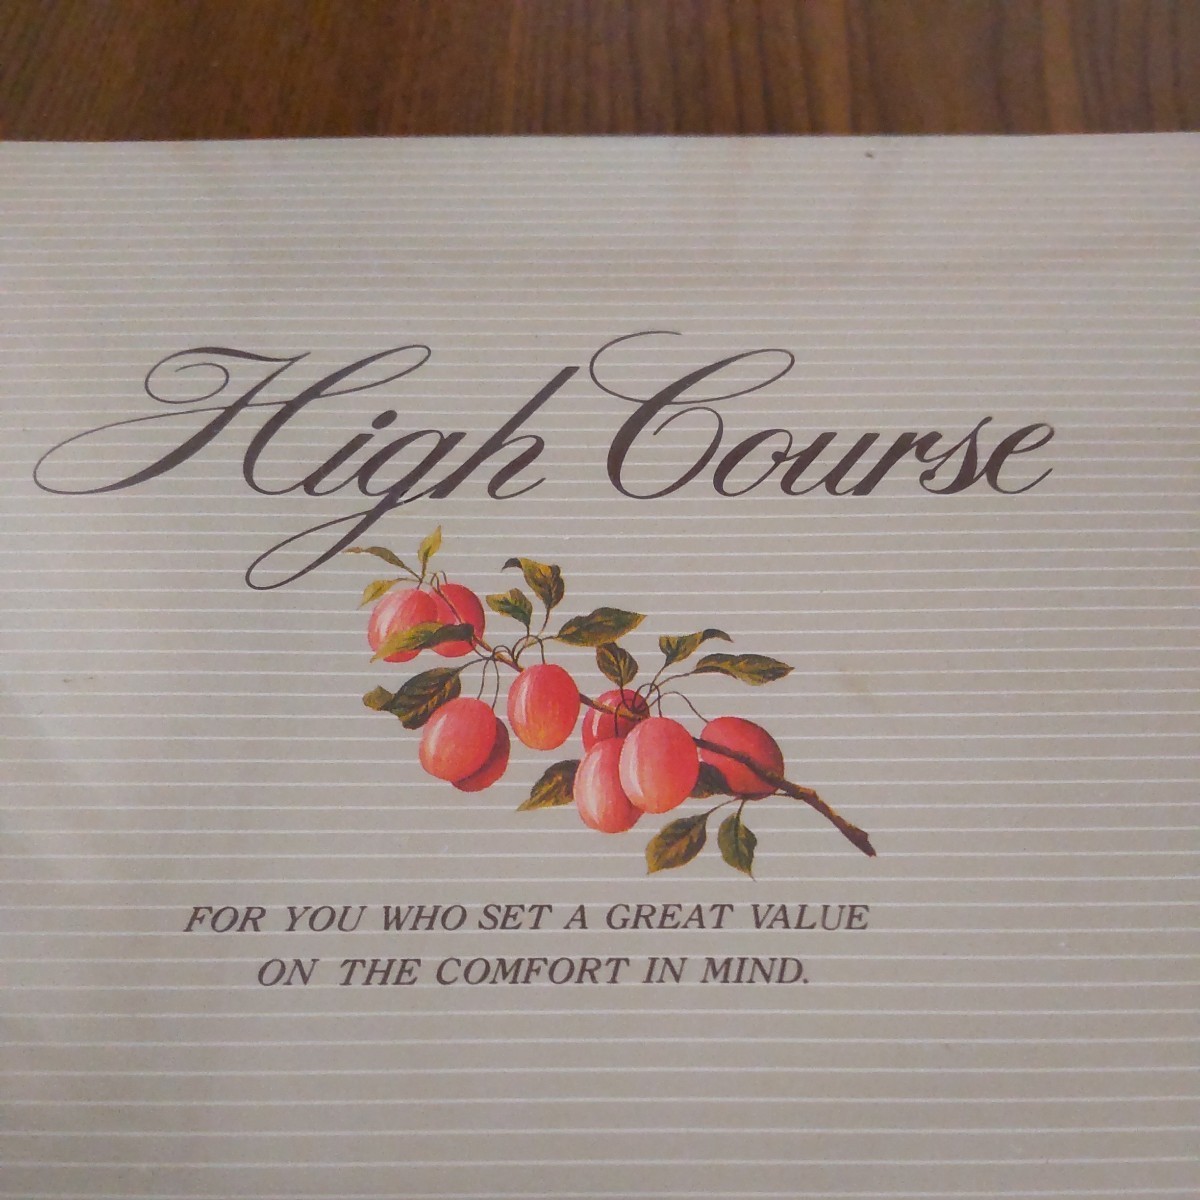 High Course
FOR YOU WHO SET A GREAT VALUE
ON THE COMFORT IN MIND.